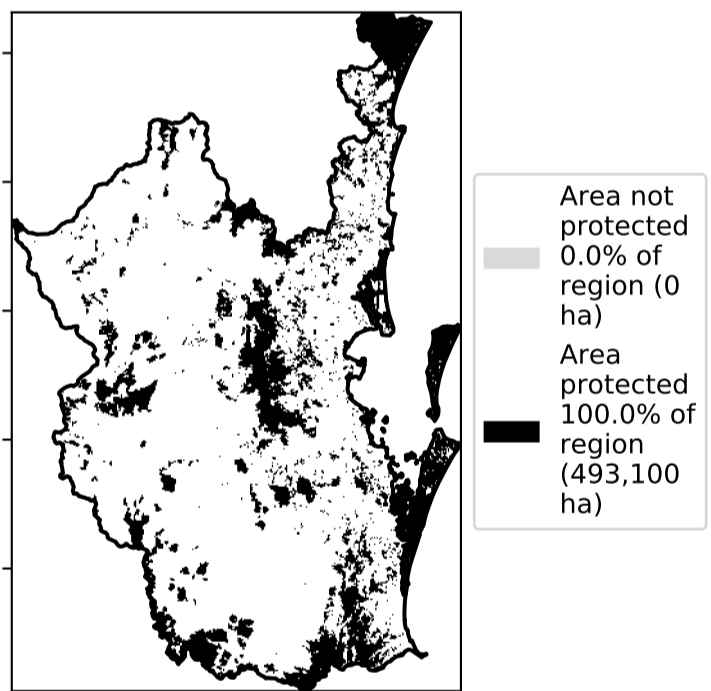 Area not
protected
0.0% of
region (0
ha)
Area
protected
100.0% of
region
(493,100
ha)